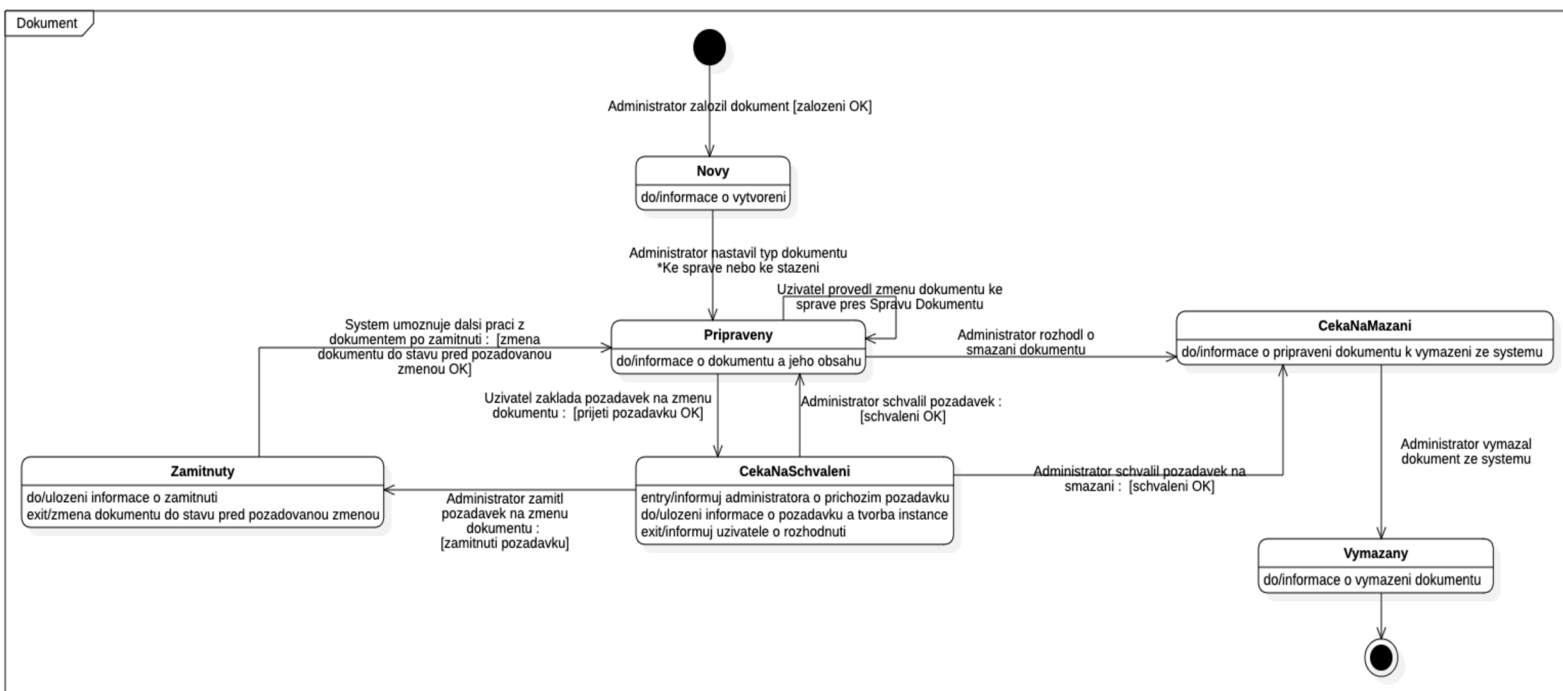 Dokument
Administrator zalozil dokument [zalozeni OK]
Novy
do/informace o vytvoreni
Administrator nastavil typ dokumentu
*Ke sprave nebo ke stazeni
Uzivatel provedl zmenu dokumentu ke
sprave pres Spravu Dokumentu
System umoznuje dalsi praci z
dokumentem po zamitnuti :  [zmena
dokumentu do stavu pred pozadovanou
zmenou OK]
Pripraveny
do/informace o dokumentu a jeho obsahu
Administrator rozhodl o
smazani dokumentu
CekaNaMazani
do/informace o pripraveni dokumentu k vymazeni ze systemu
Uzivatel zaklada pozadavek na zmenu
dokumentu :  [prijeti pozadavku OK]
Administrator schvalil pozadavek :
[schvaleni OK]
Zamitnuty
do/ulozeni informace o zamitnuti
exit/zmena dokumentu do stavu pred pozadovanou zmenou
Administrator zamitl
pozadavek na zmenu
dokumentu :
[zamitnuti pozadavku]
CekaNaSchvaleni
entry/informuj administratora o prichozim pozadavku
do/ulozeni informace o pozadavku a tvorba instance
exit/informuj uzivatele o rozhodnuti
Administrator schvalil pozadavek na
smazani :  [schvaleni OK]
Administrator vymazal
dokument ze systemu
Vymazany
do/informace o vymazeni dokumentu